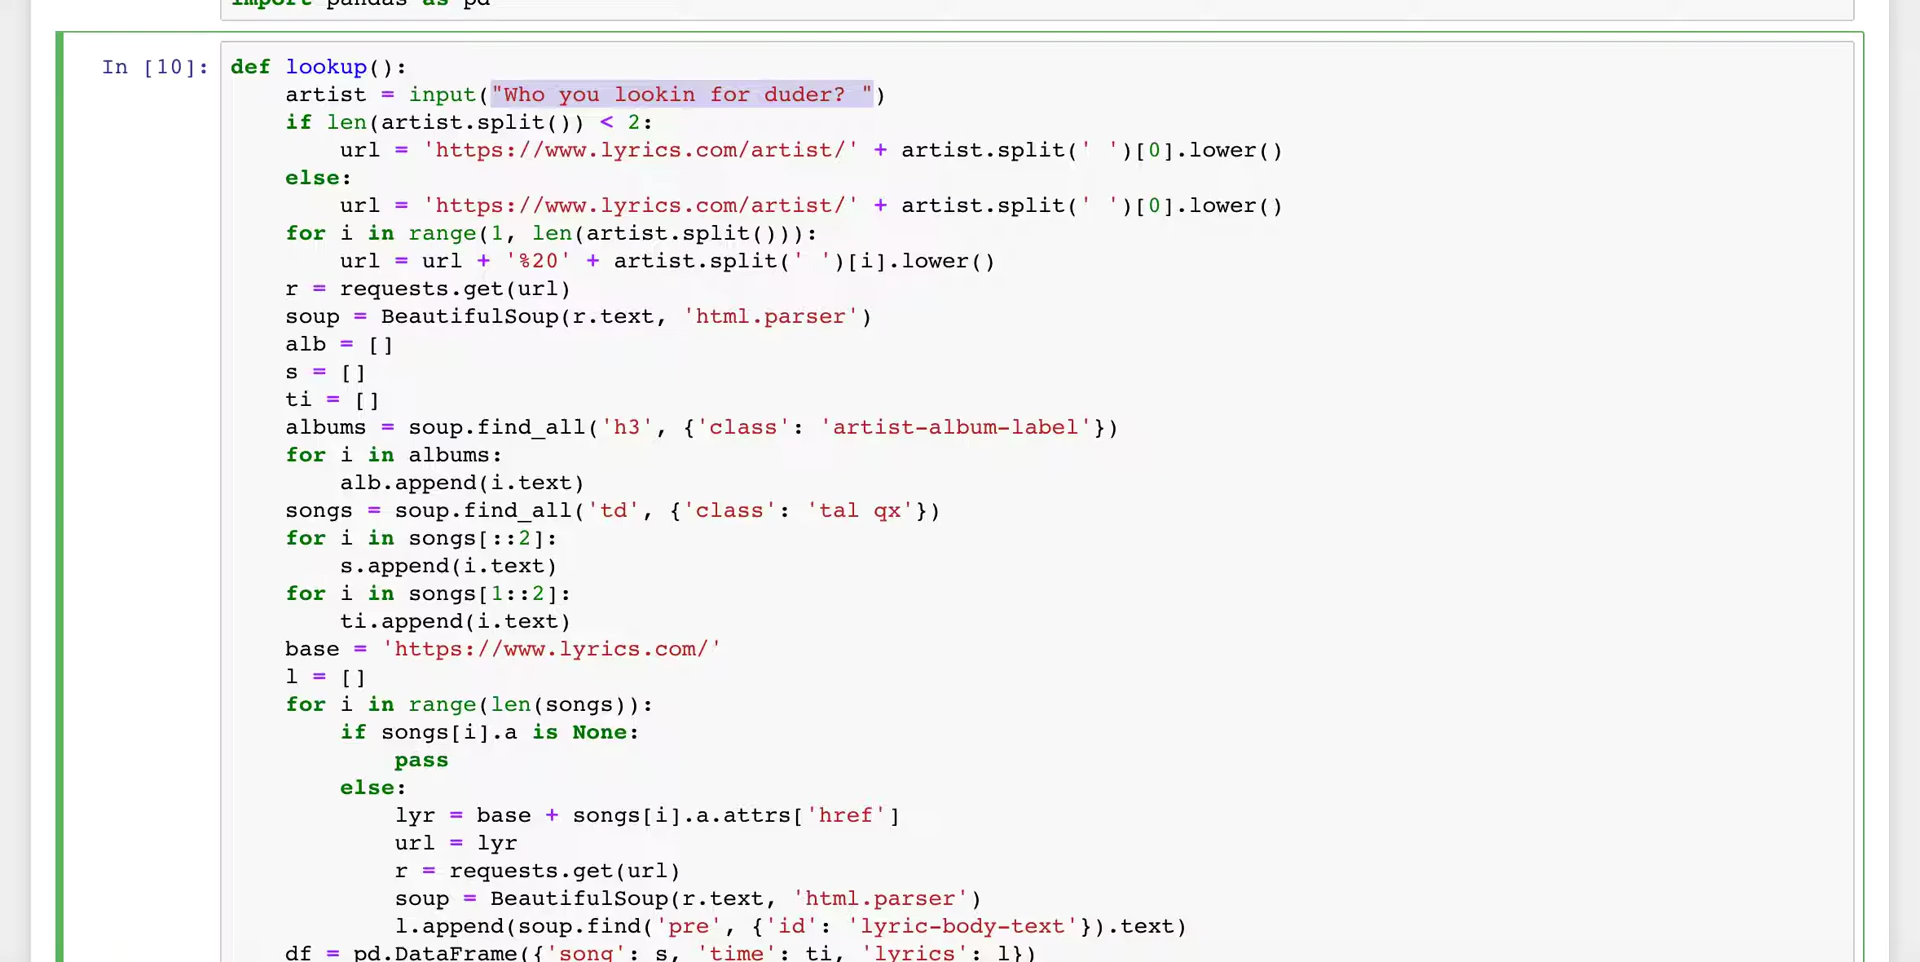 import pandas as pd
In [10]: def lookup():
    artist = input("Who you lookin for duder? ")
    if len(artist.split()) < 2:
        url = 'https://www.lyrics.com/artist/' + artist.split(' ')[0].lower()
    else:
        url = 'https://www.lyrics.com/artist/' + artist.split(' ')[0].lower()
    for i in range(1, len(artist.split())):
        url = url + '%20' + artist.split(' ')[i].lower()
    r = requests.get(url)
    soup = BeautifulSoup(r.text, 'html.parser')
    alb = []
    s = []
    ti = []
    albums = soup.find_all('h3', {'class': 'artist-album-label'})
    for i in albums:
        alb.append(i.text)
    songs = soup.find_all('td', {'class': 'tal qx'})
    for i in songs[::2]:
        s.append(i.text)
    for i in songs[1::2]:
        ti.append(i.text)
    base = 'https://www.lyrics.com/'
    l = []
    for i in range(len(songs)):
        if songs[i].a is None:
            pass
        else:
            lyr = base + songs[i].a.attrs['href']
            url = lyr
            r = requests.get(url)
            soup = BeautifulSoup(r.text, 'html.parser')
            l.append(soup.find('pre', {'id': 'lyric-body-text'}).text)
    df = pd.DataFrame({'song': s, 'time': ti, 'lyrics': l})